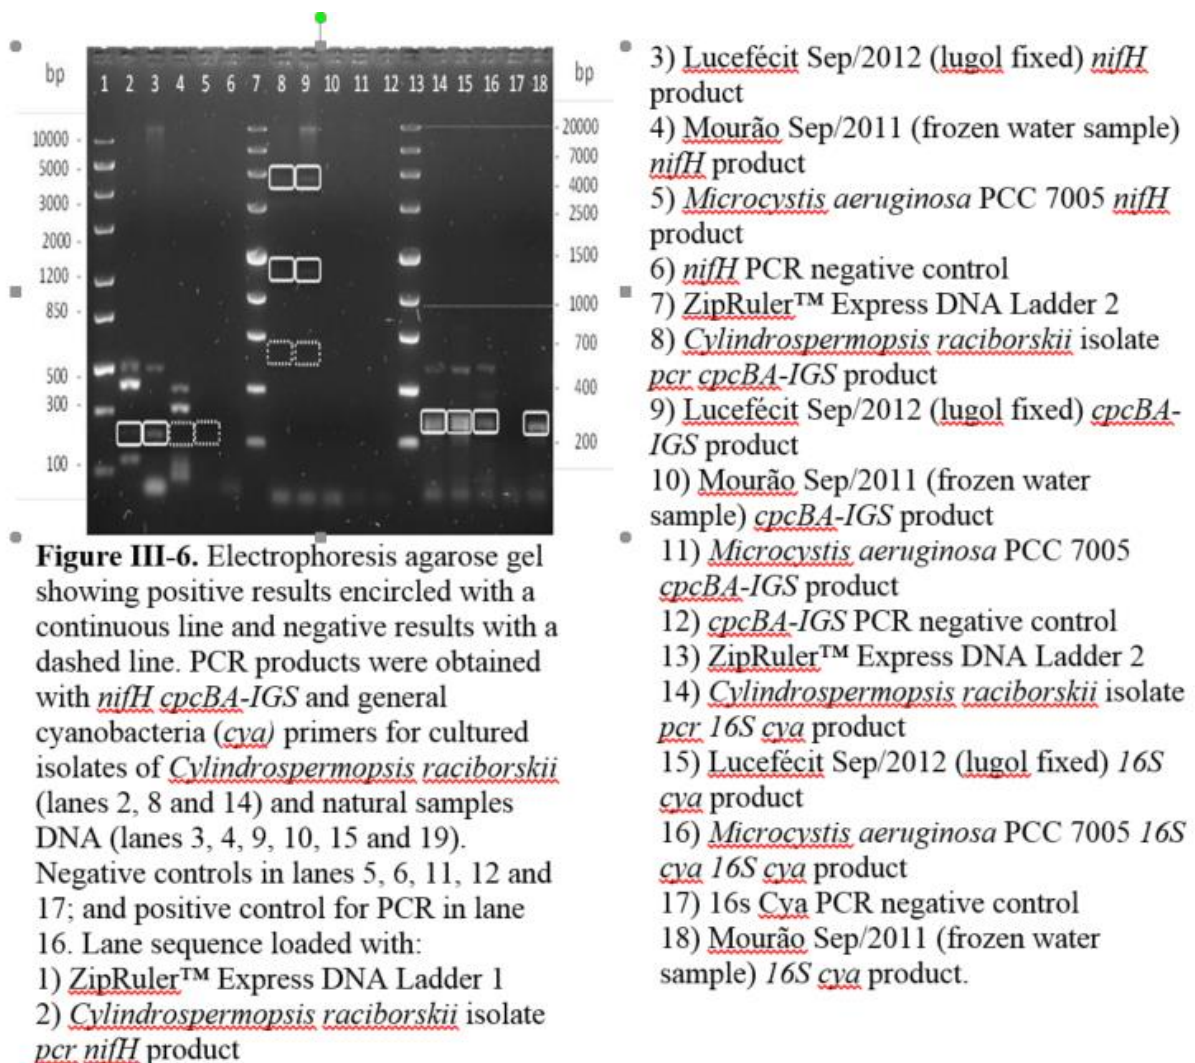 bp
1 2 3 4 5 6 7 8 9 10 11 12 13 14 15 16 17 18
bp
10000
5000
3000
2000
1200
850
500
300
100
20000
7000
4000
2500
1500
1000
700
400
200
Figure III-6. Electrophoresis agarose gel
showing positive results encircled with a
continuous line and negative results with a
dashed line. PCR products were obtained
with nifH cpcBA-IGS and general
cyanobacteria (cya) primers for cultured
isolates of Cylindrospermopsis raciborskii
(lanes 2, 8 and 14) and natural samples
DNA (lanes 3, 4, 9, 10, 15 and 19).
Negative controls in lanes 5, 6, 11, 12 and
17; and positive control for PCR in lane
16. Lane sequence loaded with:
1) ZipRuler™ Express DNA Ladder 1
2) Cylindrospermopsis raciborskii isolate
pcr nifH product
3) Lucefécit Sep/2012 (lugol fixed) nifH
product
4) Mourão Sep/2011 (frozen water sample)
nifH product
5) Microcystis aeruginosa PCC 7005 nifH
product
6) nifH PCR negative control
7) ZipRuler™ Express DNA Ladder 2
8) Cylindrospermopsis raciborskii isolate
pcr cpcBA-IGS product
9) Lucefécit Sep/2012 (lugol fixed) cpcBA-
IGS product
10) Mourão Sep/2011 (frozen water
sample) cpcBA-IGS product
11) Microcystis aeruginosa PCC 7005
cpcBA-IGS product
12) cpcBA-IGS PCR negative control
13) ZipRuler™ Express DNA Ladder 2
14) Cylindrospermopsis raciborskii isolate
pcr 16S cya product
15) Lucefécit Sep/2012 (lugol fixed) 16S
cya product
16) Microcystis aeruginosa PCC 7005 16S
cya 16S cya product
17) 16s Cya PCR negative control
18) Mourão Sep/2011 (frozen water
sample) 16S cya product.